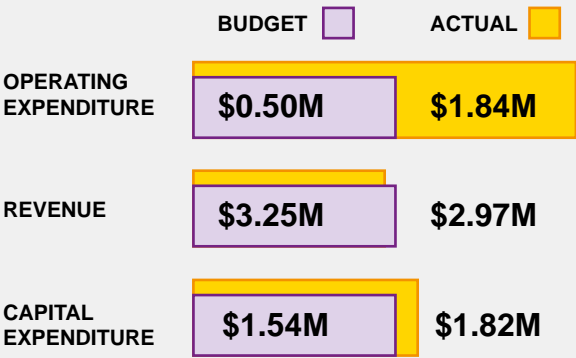 BUDGET ACTUAL
OPERATING
EXPENDITURE
$0.50M $1.84M
REVENUE $3.25M $2.97M
CAPITAL
EXPENDITURE
$1.54M $1.82M